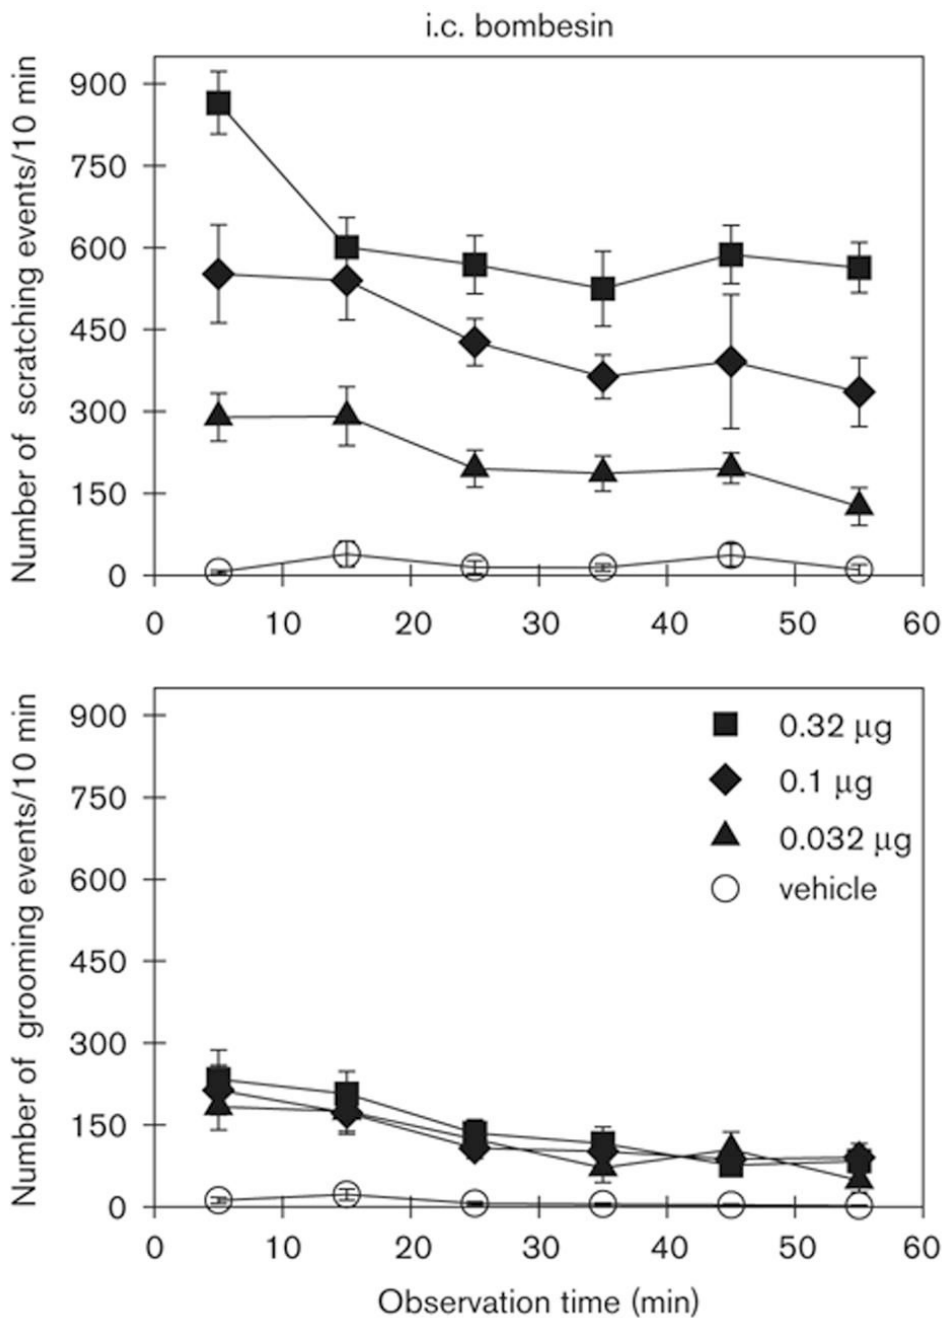 i.c. bombesin
Number of scratching events/10 min
900
750
600
450
300
150
0
0 10 20 30 40 50 60
Number of grooming events/10 min
900
750
600
450
300
150
0
0.32 μg
0.1 μg
0.032 μg
vehicle
0 10 20 30 40 50 60
Observation time (min)